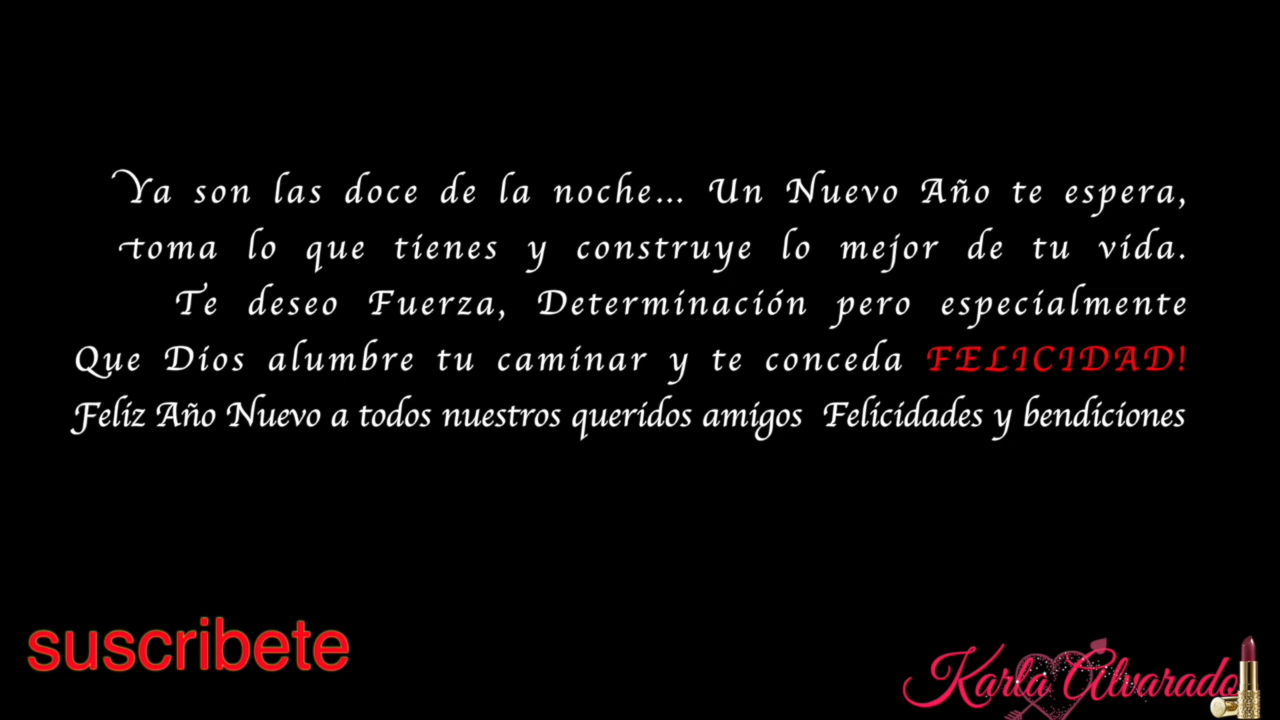 Ya son las doce de la noche... Un Nuevo Año te espera,
toma lo que tienes y construye lo mejor de tu vida.
Te deseo Fuerza, Determinación pero especialmente
Que Dios alumbre tu caminar y te conceda FELICIDAD!
Feliz Año Nuevo a todos nuestros queridos amigos Felicidades y bendiciones
suscribete
Karla Alvarado